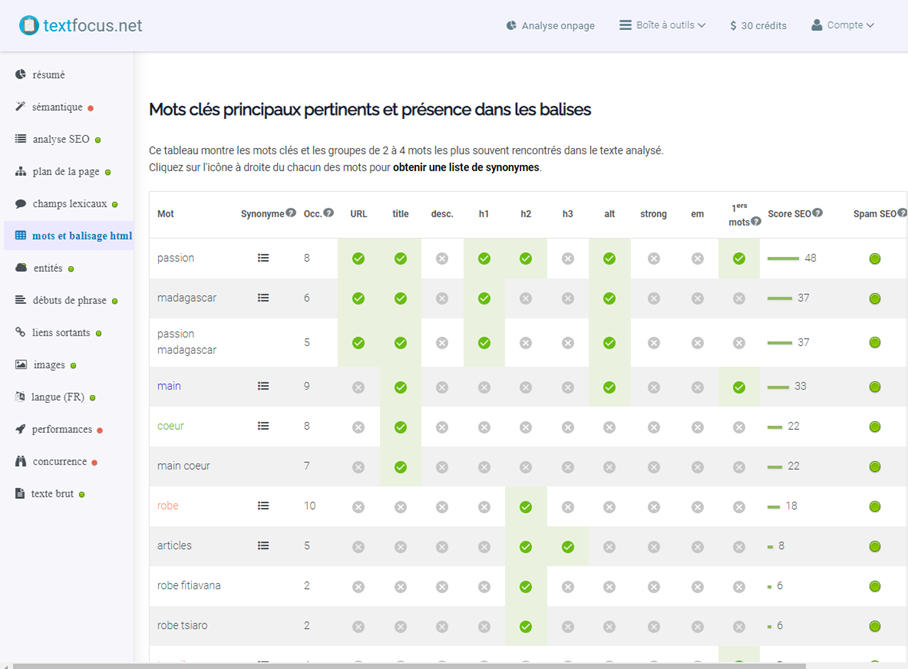 textfocus.net
Analyse onpage
Boîte à outils
$ 30 crédits
Compte
résumé
sémantique
analyse SEO
plan de la page
champs lexicaux
mots et balisage html
entités
débuts de phrase
liens sortants
images
langue (FR)
performances
concurrence
texte brut
Mots clés principaux pertinents et présence dans les balises
Ce tableau montre les mots clés et les groupes de 2 à 4 mots les plus souvent rencontrés dans le texte analysé.
Cliquez sur l'icône à droite du chacun des mots pour obtenir une liste de synonymes.
Mot Synonyme ? Occ. ? URL title desc. h1 h2 h3 alt strong em 1ers mots ? Score SEO ? Spam SEO ?
passion 8 48
madagascar 6 37
passion
madagascar 5 37
main 9 33
coeur 8 22
main coeur 7 22
robe 10 18
articles 5 8
robe fitiavana 2 6
robe tsiaro 2 6